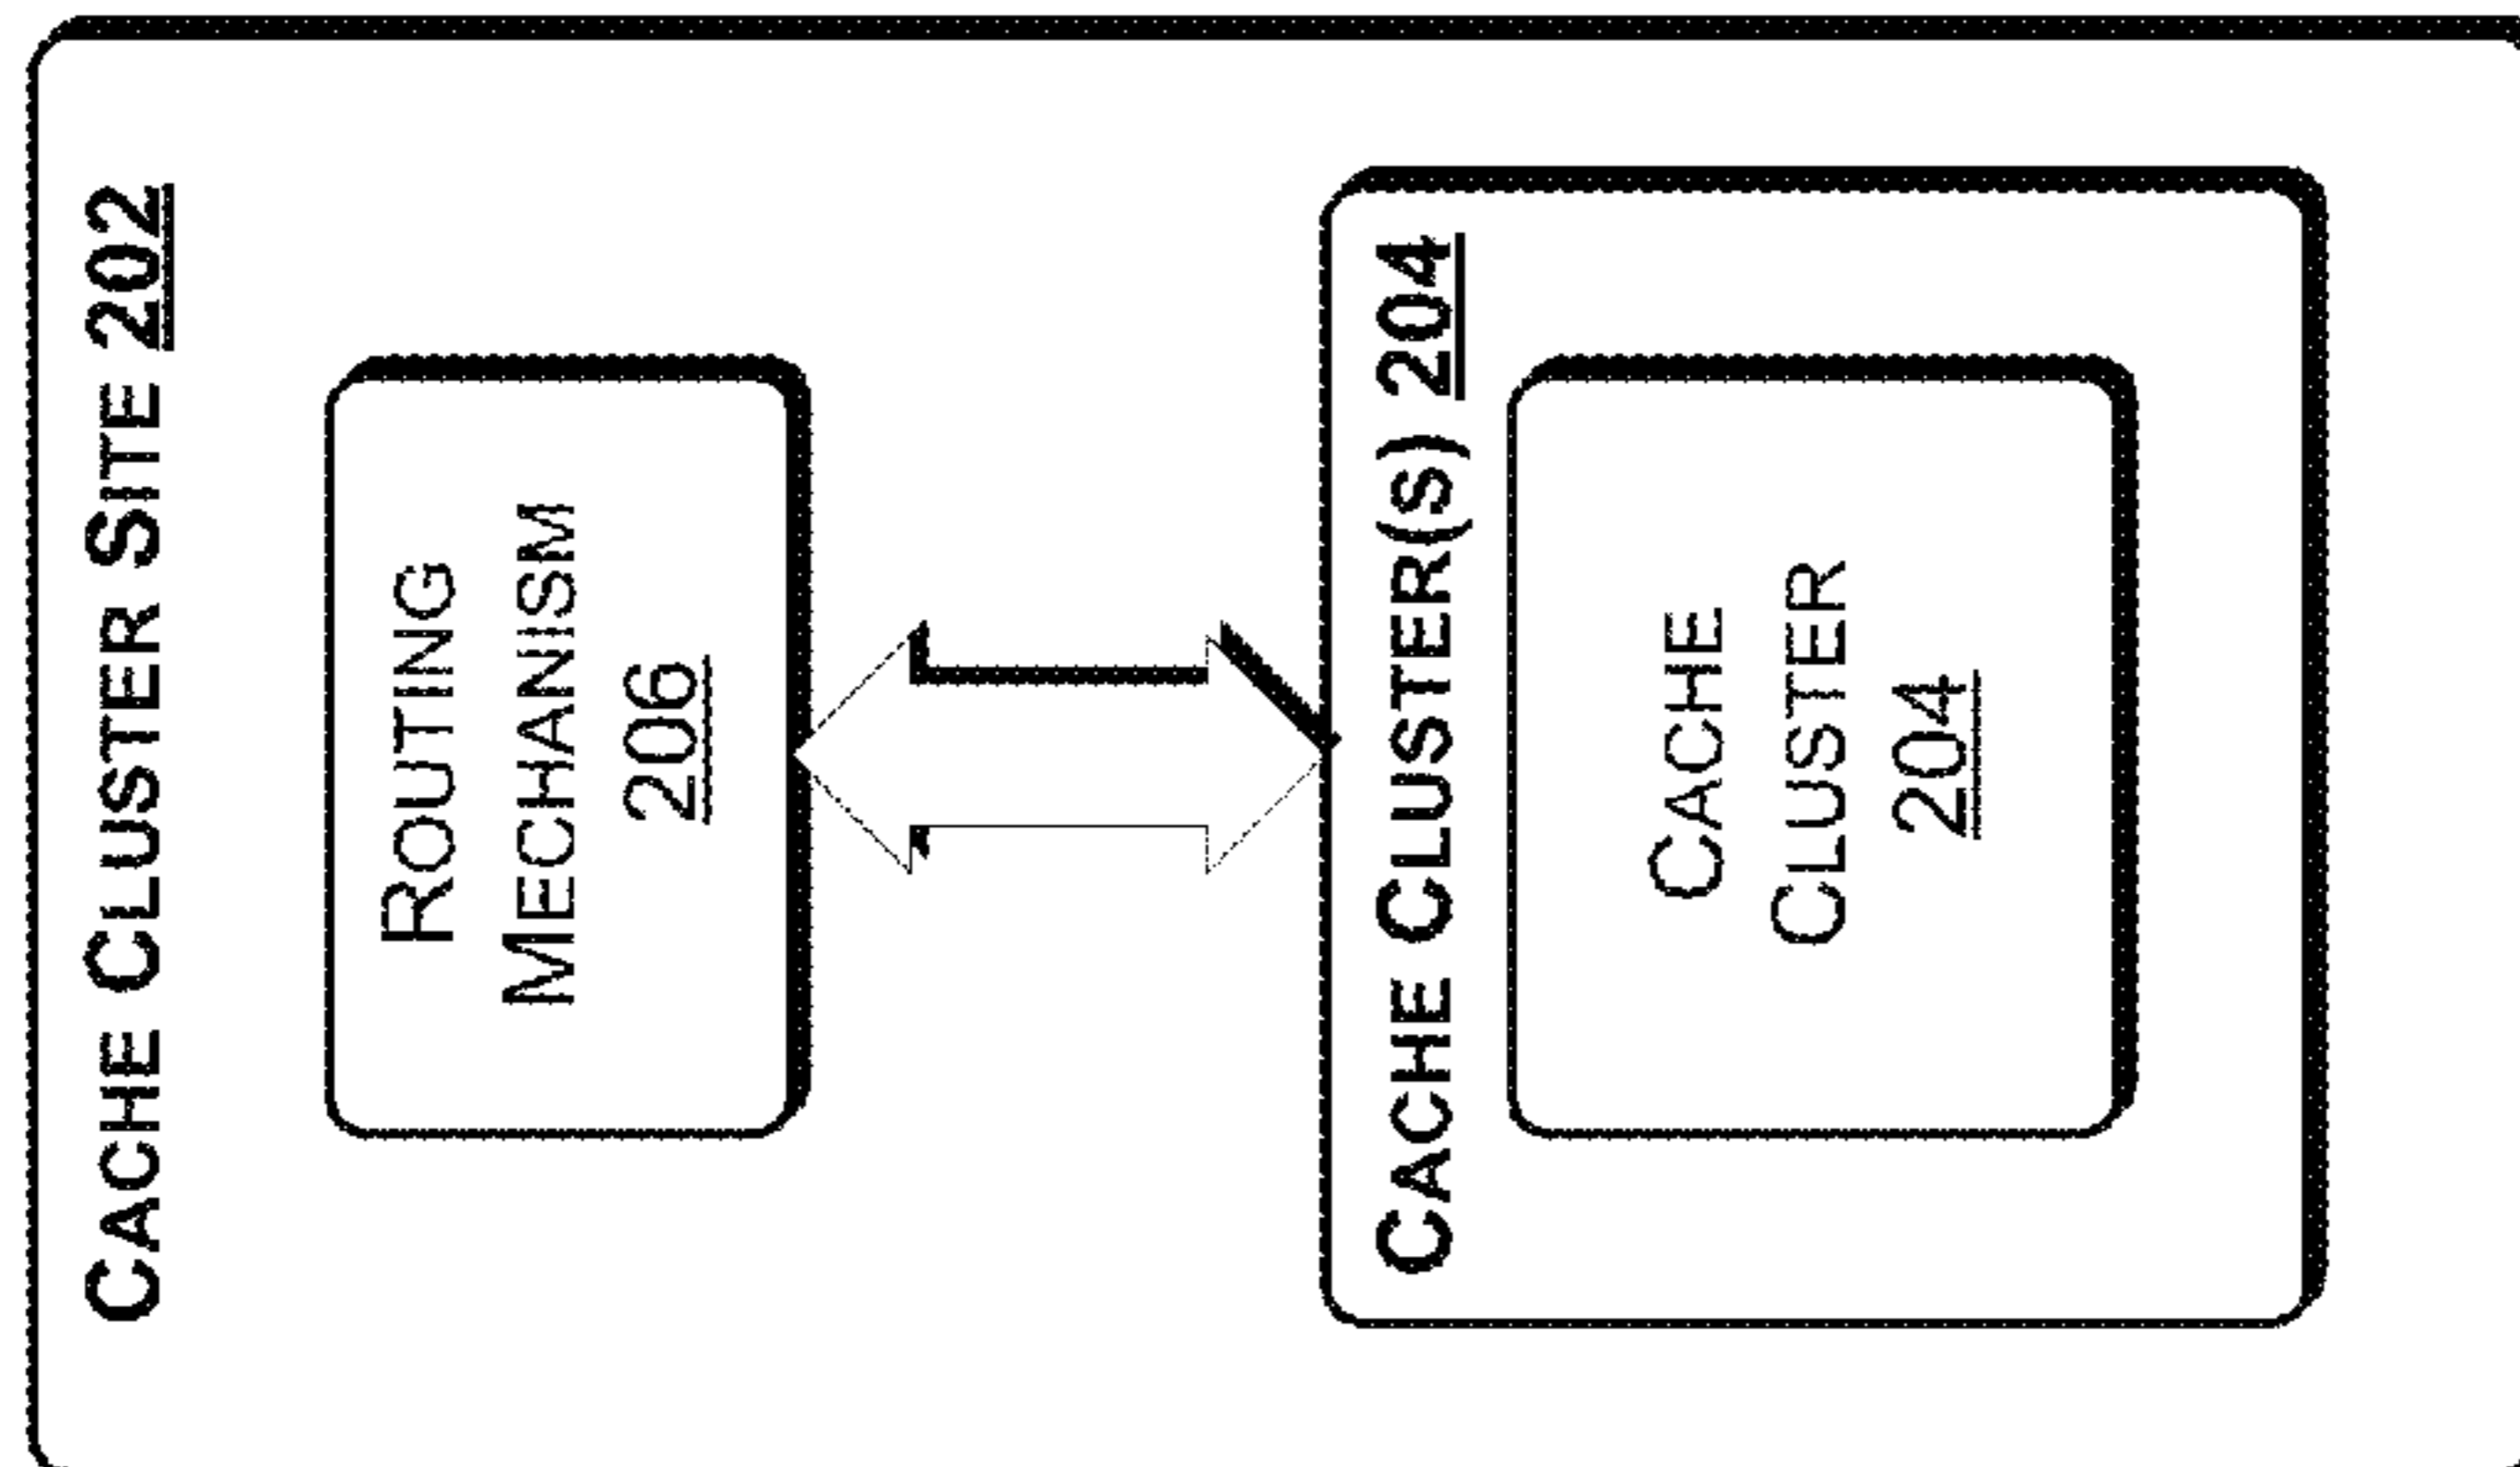 CACHE CLUSTER SITE 202
ROUTING
MECHANISM
206
CACHE CLUSTER(S) 204
CACHE
CLUSTER
204